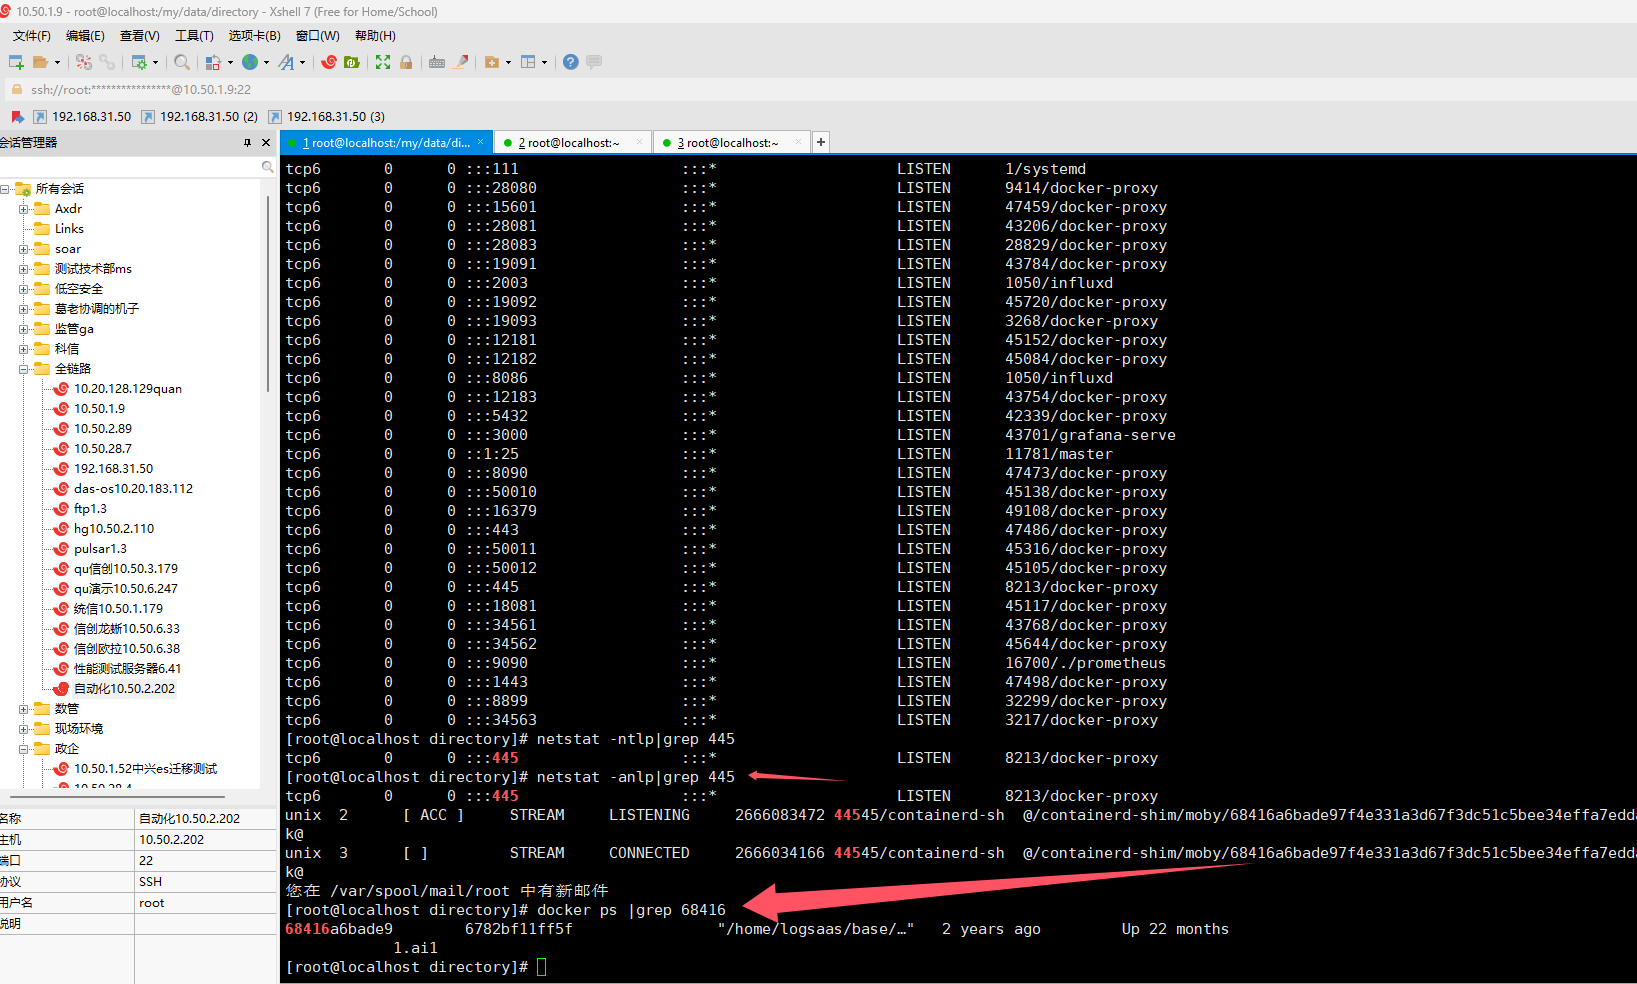 10.50.1.9 - root@localhost:/my/data/directory - Xshell 7 (Free for Home/School)
文件(F) 编辑(E) 查看(V) 工具(T) 选项卡(B) 窗口(W) 帮助(H)
ssh://root:****************@10.50.1.9:22
192.168.31.50 192.168.31.50 (2) 192.168.31.50 (3)
会话管理器
1 root@localhost:/my/data/di... 2 root@localhost:~ 3 root@localhost:~ +
所有会话
Axdr
Links
soar
测试技术部ms
低空安全
墓老协调的机子
监管ga
科信
全链路
10.20.128.129quan
10.50.1.9
10.50.2.89
10.50.28.7
192.168.31.50
das-os10.20.183.112
ftp1.3
hg10.50.2.110
pulsar1.3
qu信创10.50.3.179
qu演示10.50.6.247
统信10.50.1.179
信创龙蜥10.50.6.33
信创欧拉10.50.6.38
性能测试服务器6.41
自动化10.50.2.202
数管
现场环境
政企
10.50.1.52中兴es迁移测试
10.50.28.4
名称 自动化10.50.2.202
主机 10.50.2.202
端口 22
协议 SSH
用户名 root
说明
tcp6 0 0 :::111 :::* LISTEN 1/systemd
tcp6 0 0 :::28080 :::* LISTEN 9414/docker-proxy
tcp6 0 0 :::15601 :::* LISTEN 47459/docker-proxy
tcp6 0 0 :::28081 :::* LISTEN 43206/docker-proxy
tcp6 0 0 :::28083 :::* LISTEN 28829/docker-proxy
tcp6 0 0 :::19091 :::* LISTEN 43784/docker-proxy
tcp6 0 0 :::2003 :::* LISTEN 1050/influxd
tcp6 0 0 :::19092 :::* LISTEN 45720/docker-proxy
tcp6 0 0 :::19093 :::* LISTEN 3268/docker-proxy
tcp6 0 0 :::12181 :::* LISTEN 45152/docker-proxy
tcp6 0 0 :::12182 :::* LISTEN 45084/docker-proxy
tcp6 0 0 :::8086 :::* LISTEN 1050/influxd
tcp6 0 0 :::12183 :::* LISTEN 43754/docker-proxy
tcp6 0 0 :::5432 :::* LISTEN 42339/docker-proxy
tcp6 0 0 :::3000 :::* LISTEN 43701/grafana-serve
tcp6 0 0 ::1:25 :::* LISTEN 11781/master
tcp6 0 0 :::8090 :::* LISTEN 47473/docker-proxy
tcp6 0 0 :::50010 :::* LISTEN 45138/docker-proxy
tcp6 0 0 :::16379 :::* LISTEN 49108/docker-proxy
tcp6 0 0 :::443 :::* LISTEN 47486/docker-proxy
tcp6 0 0 :::50011 :::* LISTEN 45316/docker-proxy
tcp6 0 0 :::50012 :::* LISTEN 45105/docker-proxy
tcp6 0 0 :::445 :::* LISTEN 8213/docker-proxy
tcp6 0 0 :::18081 :::* LISTEN 45117/docker-proxy
tcp6 0 0 :::34561 :::* LISTEN 43768/docker-proxy
tcp6 0 0 :::34562 :::* LISTEN 45644/docker-proxy
tcp6 0 0 :::9090 :::* LISTEN 16700/./prometheus
tcp6 0 0 :::1443 :::* LISTEN 47498/docker-proxy
tcp6 0 0 :::8899 :::* LISTEN 32299/docker-proxy
tcp6 0 0 :::34563 :::* LISTEN 3217/docker-proxy
[root@localhost directory]# netstat -ntlp|grep 445
tcp6 0 0 :::445 :::* LISTEN 8213/docker-proxy
[root@localhost directory]# netstat -anlp|grep 445
tcp6 0 0 :::445 :::* LISTEN 8213/docker-proxy
unix 2 [ ACC ] STREAM LISTENING 2666083472 44545/containerd-sh @/containerd-shim/moby/68416a6bade97f4e331a3d67f3dc51c5bee34effa7edda
k@
unix 3 [ ] STREAM CONNECTED 2666034166 44545/containerd-sh @/containerd-shim/moby/68416a6bade97f4e331a3d67f3dc51c5bee34effa7edda
k@
您在 /var/spool/mail/root 中有新邮件
[root@localhost directory]# docker ps |grep 68416
68416a6bade9 6782bf11ff5f "/home/logsaas/base/…" 2 years ago Up 22 months
1.ai1
[root@localhost directory]#